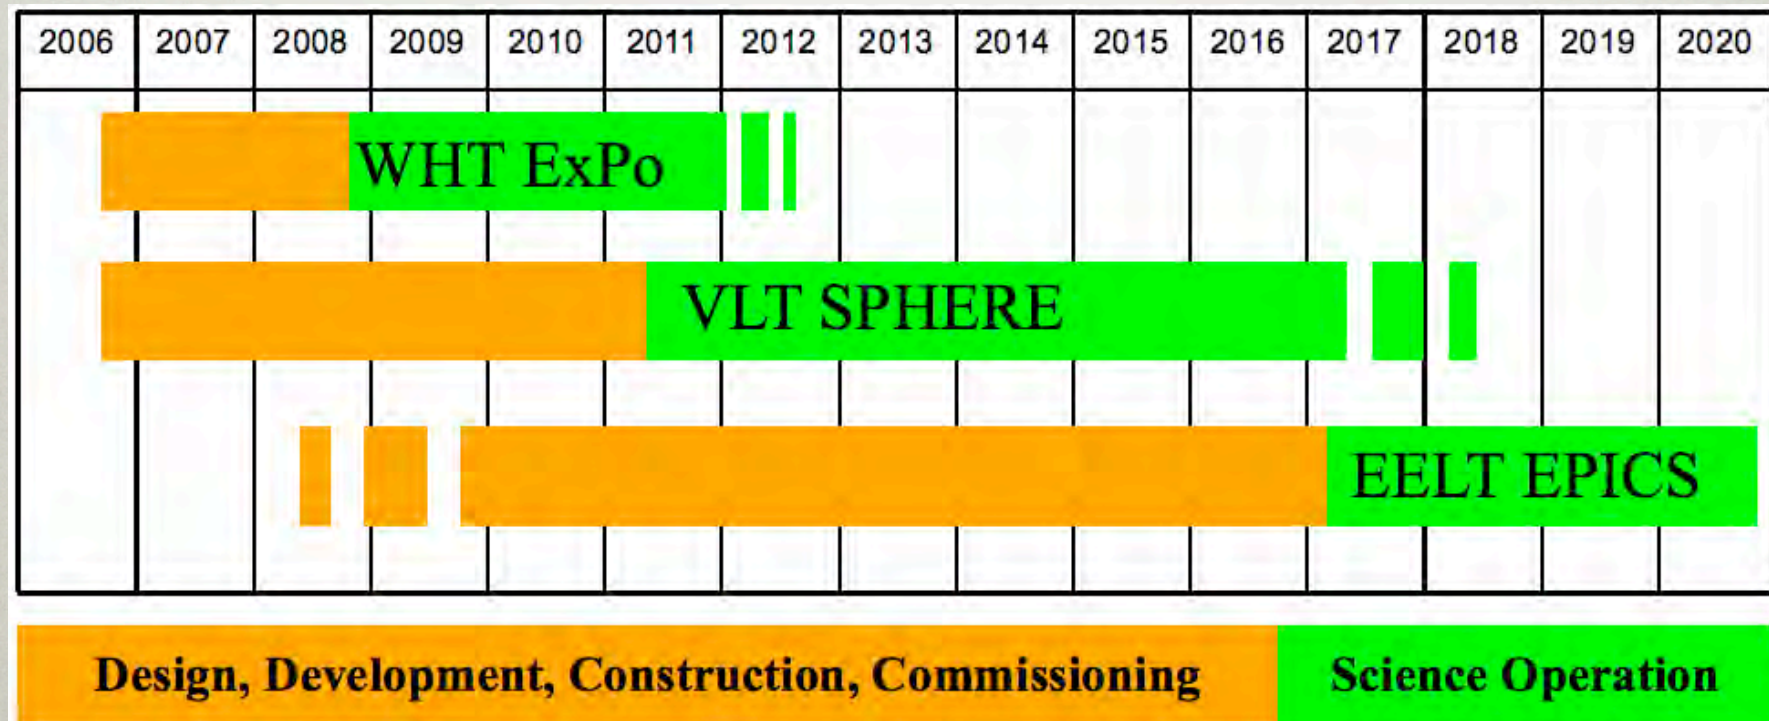 2006 2007 2008 2009 2010 2011 2012 2013 2014 2015 2016 2017 2018 2019 2020
WHT ExPo
VLT SPHERE
EELT EPICS
Design, Development, Construction, Commissioning Science Operation